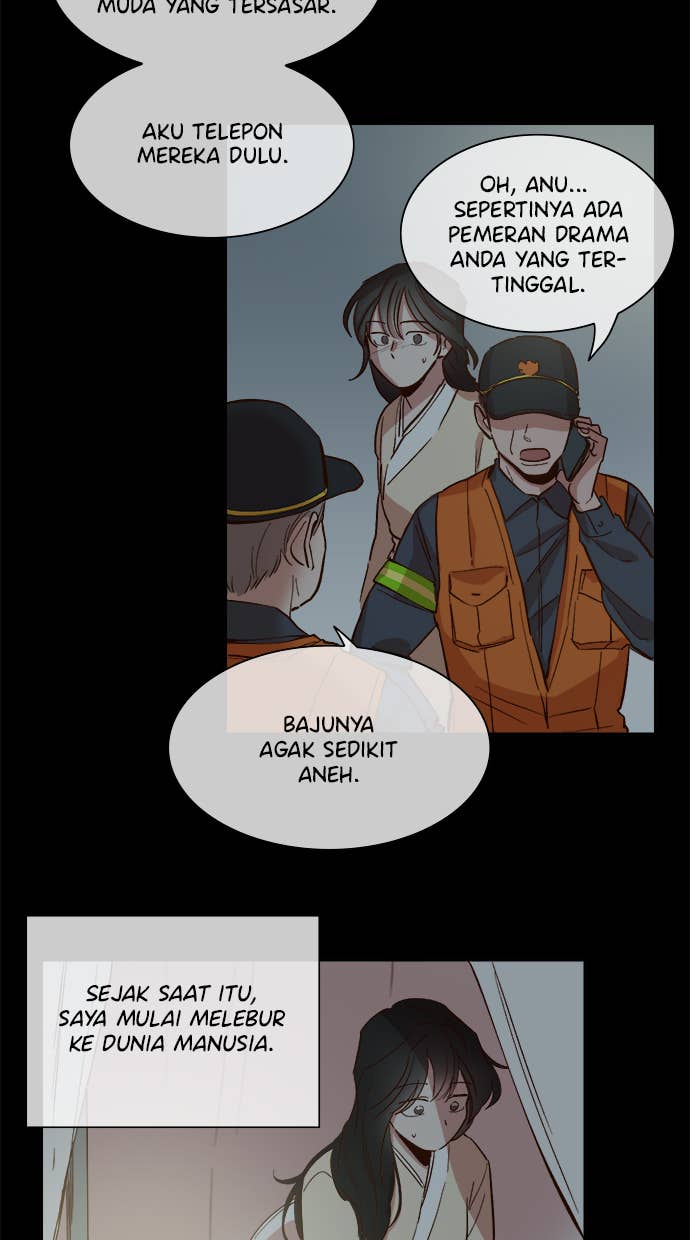 MUDA YANG TERSASAR.
AKU TELEPON
MEREKA DULU.
OH, ANU...
SEPERTINYA ADA
PEMERAN DRAMA
ANDA YANG TER-
TINGGAL.
BAJUNYA
AGAK SEDIKIT
ANEH.
SEJAK SAAT ITU,
SAYA MULAI MELEBUR
KE DUNIA MANUSIA.